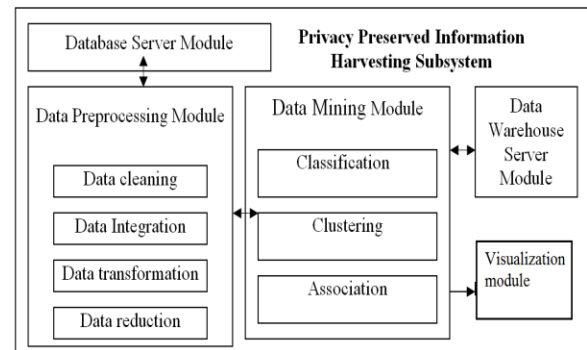 Database Server Module
Privacy Preserved Information
Harvesting Subsystem
Data Preprocessing Module
Data cleaning
Data Integration
Data transformation
Data reduction
Data Mining Module
Classification
Clustering
Association
Data
Warehouse
Server
Module
Visualization
module